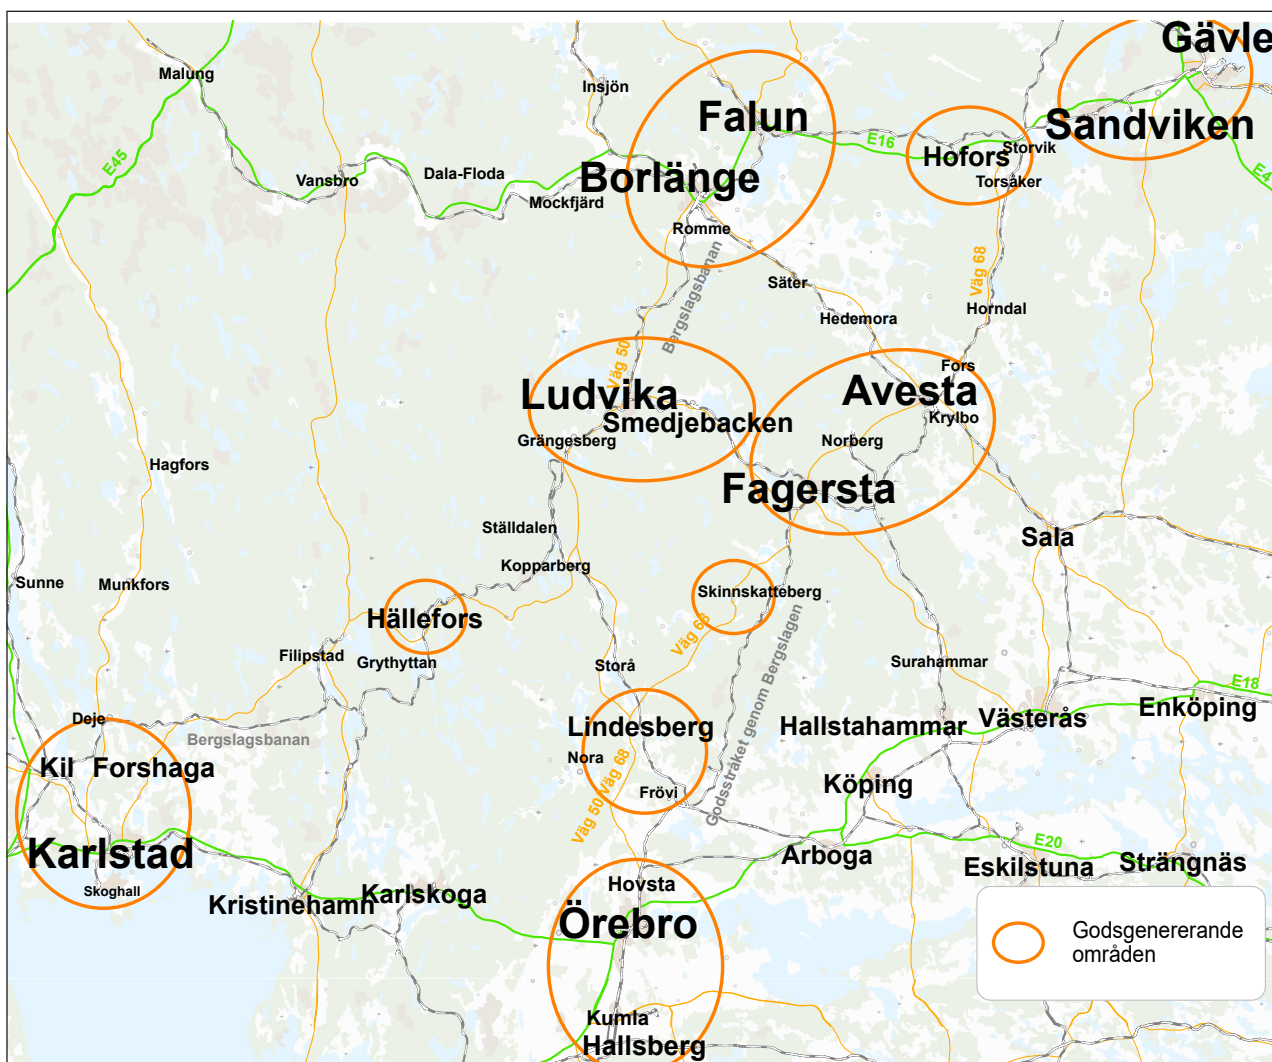 Gävle
Malung
Insjön
Falun
Sandviken
E45
E16
Hofors
Storvik
E4
Vansbro
Dala-Floda
Borlänge
Torsåker
Mockfjärd
Romme
Väg 68
Bergslagsbanan
Säter
Hedemora
Horndal
Väg 50
Fors
Ludvika
Avesta
Smedjebacken
Krylbo
Grängesberg
Norberg
Hagfors
Fagersta
Ställdalen
Sala
Kopparberg
Sunne
Munkfors
Skinnskatteberg
Hällefors
Väg 68
Filipstad
Grythyttan
Storå
Surahammar
Godsstråket genom Bergslagen
E18
Enköping
Deje
Lindesberg
Hallstahammar
Västerås
Bergslagsbanan
Nora
Kil
Forshaga
Väg 50/Väg 68
Frövi
Köping
Karlstad
Arboga
E20
Eskilstuna
Strängnäs
Skoghall
Hovsta
Kristinehamn
Karlskoga
Örebro
Godsgenererande
områden
Kumla
Hallsberg